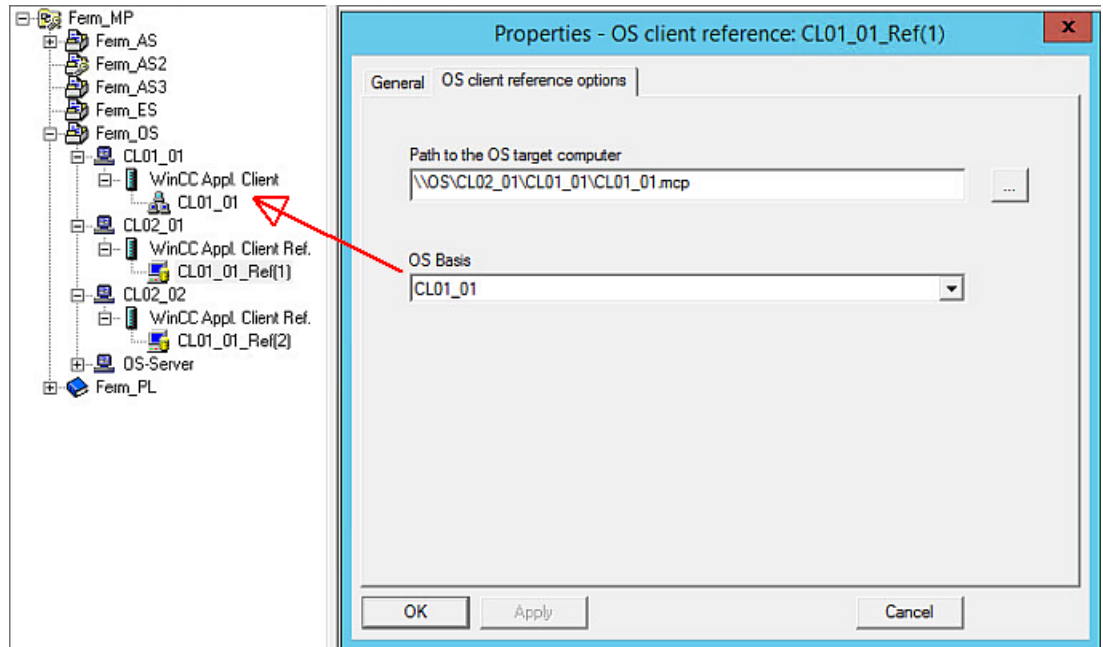 Ferm_MP
Ferm_AS
Ferm_AS2
Ferm_AS3
Ferm_ES
Ferm_OS
CL01_01
WinCC Appl. Client
CL01_01
CL02_01
WinCC Appl. Client Ref.
CL01_01_Ref(1)
CL02_02
WinCC Appl. Client Ref.
CL01_01_Ref(2)
OS-Server
Ferm_PL
Properties - OS client reference: CL01_01_Ref(1)
x
General OS client reference options
Path to the OS target computer
\\OS\CL02_01\CL01_01\CL01_01.mcp
...
OS Basis
CL01_01
OK Apply Cancel